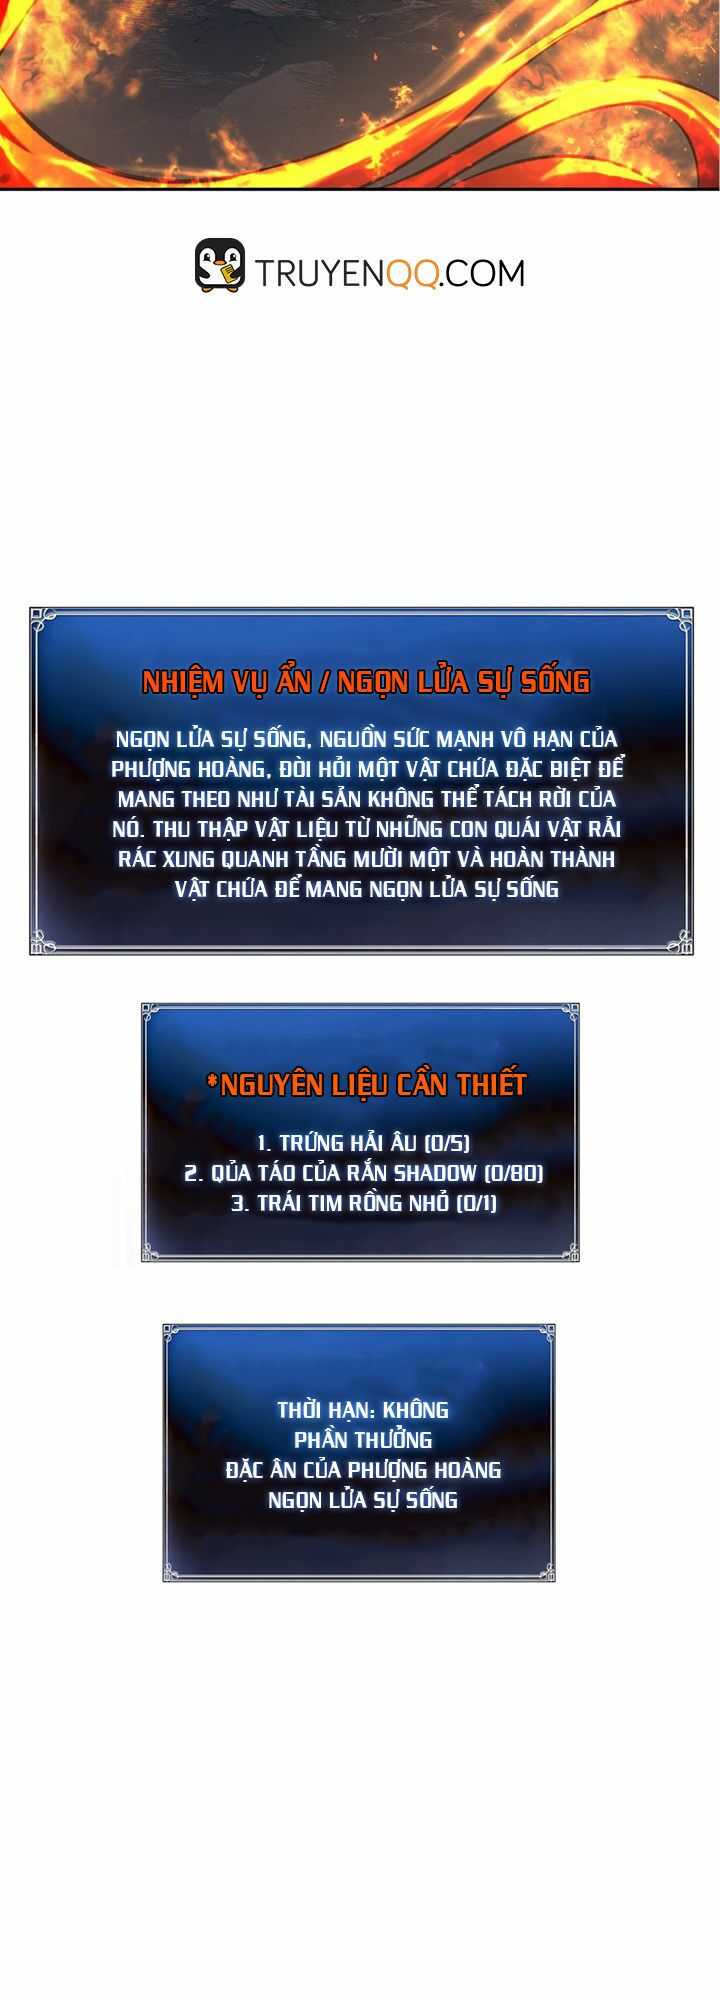 TRUYENQQ.COM
NHIỆM VỤ ẨN / NGỌN LỬA SỰ SỐNG
NGỌN LỬA SỰ SỐNG, NGUỒN SỨC MẠNH VÔ HẠN CỦA
PHƯỢNG HOÀNG, ĐÒI HỎI MỘT VẬT CHỨA ĐẶC BIỆT ĐỂ
MANG THEO NHƯ TÀI SẢN KHÔNG THỂ TÁCH RỜI CỦA
NÓ. THU THẬP VẬT LIỆU TỪ NHỮNG CON QUÁI VẬT RẢI
RÁC XUNG QUANH TẦNG MƯỜI MỘT VÀ HOÀN THÀNH
VẬT CHỨA ĐỂ MANG NGỌN LỬA SỰ SỐNG
*NGUYÊN LIỆU CẦN THIẾT
1. TRỨNG HẢI ÂU (0/5)
2. QỦA TÁO CỦA RẮN SHADOW (0/80)
3. TRÁI TIM RỒNG NHỎ (0/1)
THỜI HẠN: KHÔNG
PHẦN THƯỞNG
ĐẶC ÂN CỦA PHƯỢNG HOÀNG
NGỌN LỬA SỰ SỐNG